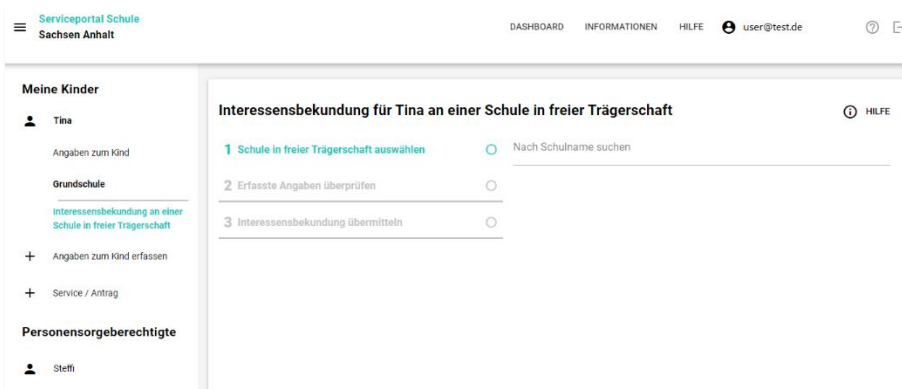 Serviceportal Schule
Sachsen Anhalt
DASHBOARD INFORMATIONEN HILFE user@test.de
Meine Kinder
Tina
Angaben zum Kind
Grundschule
Interessensbekundung an einer
Schule in freier Trägerschaft
Angaben zum Kind erfassen
Service / Antrag
Personensorgeberechtigte
Steffi
Interessensbekundung für Tina an einer Schule in freier Trägerschaft
HILFE
1 Schule in freier Trägerschaft auswählen
Nach Schulname suchen
2 Erfasste Angaben überprüfen
3 Interessensbekundung übermitteln